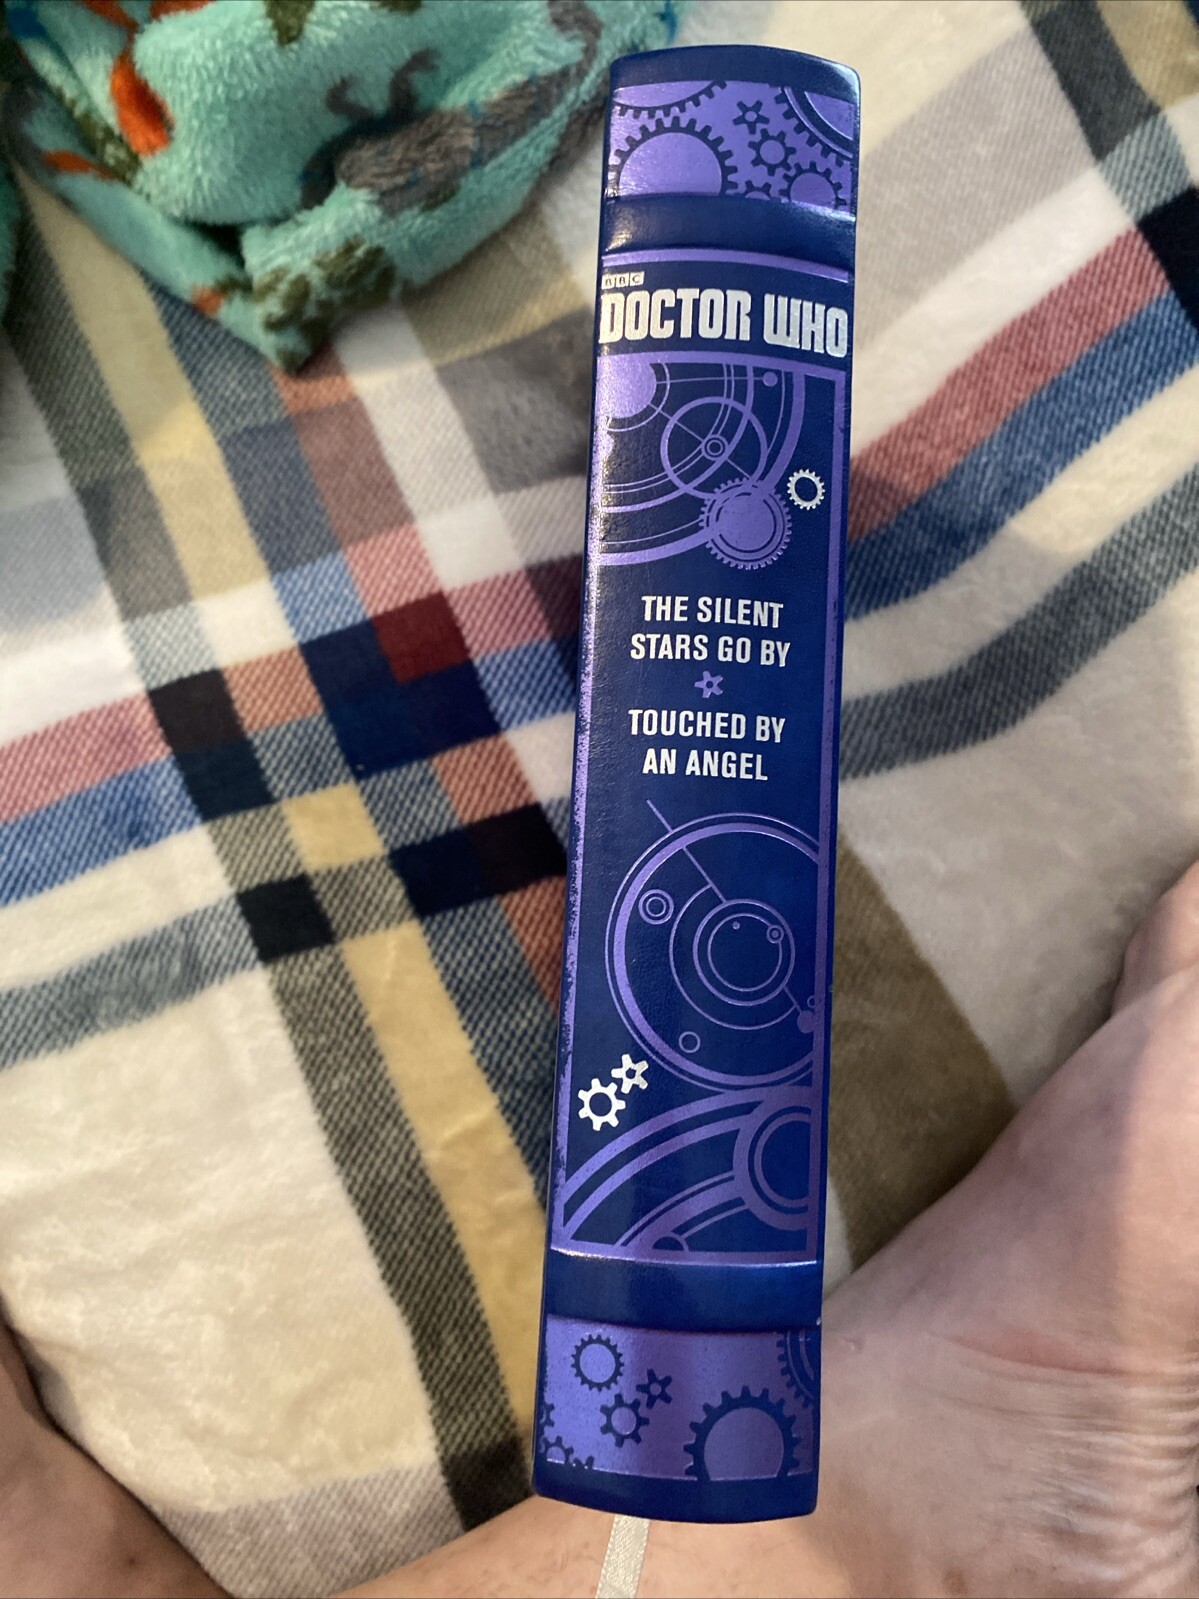 BBC
DOCTOR WHO
THE SILENT
STARS GO BY
TOUCHED BY
AN ANGEL